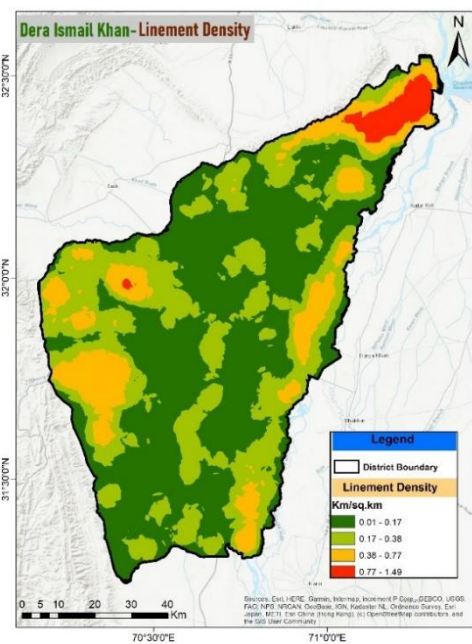 Dera Ismail Khan- Linement Density
N
32°30'0"N
32°0'0"N
31°30'0"N
Legend
District Boundary
Linement Density
Km/sq.km
0.01 - 0.17
0.17 - 0.38
0.38 - 0.77
0.77 - 1.49
Sources: Esri, HERE, Garmin, Intermap, increment P Corp., GEBCO, USGS,
FAO, NPS, NRCAN, GeoBase, IGN, Kadaster NL, Ordnance Survey, Esri
Japan, METI, Esri China (Hong Kong), (c) OpenStreetMap contributors, and
the GIS User Community
0 5 10 20 30 40
Km
70°30'0"E
71°0'0"E